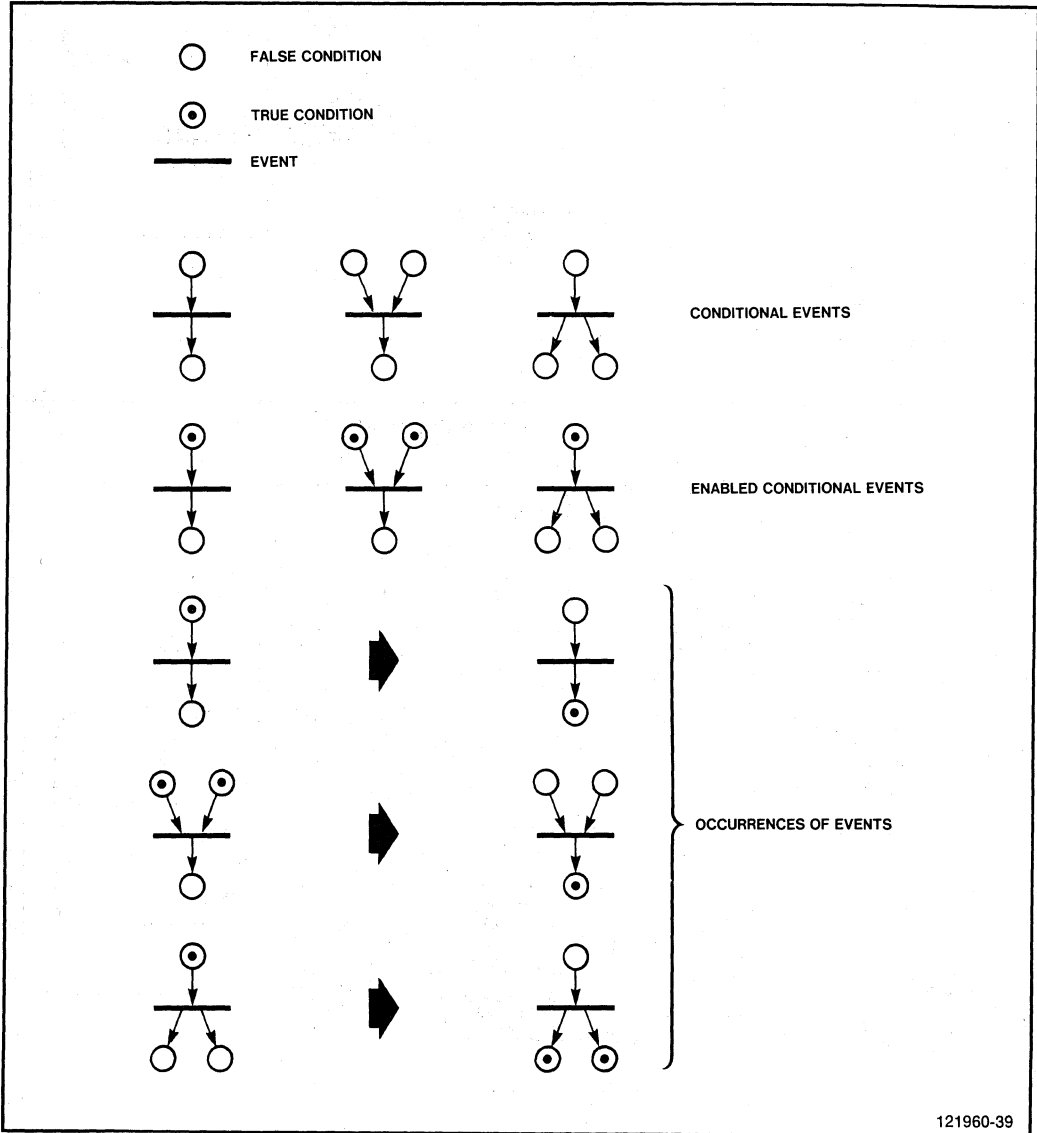 FALSE CONDITION
TRUE CONDITION
EVENT
CONDITIONAL EVENTS
ENABLED CONDITIONAL EVENTS
OCCURRENCES OF EVENTS
121960-39